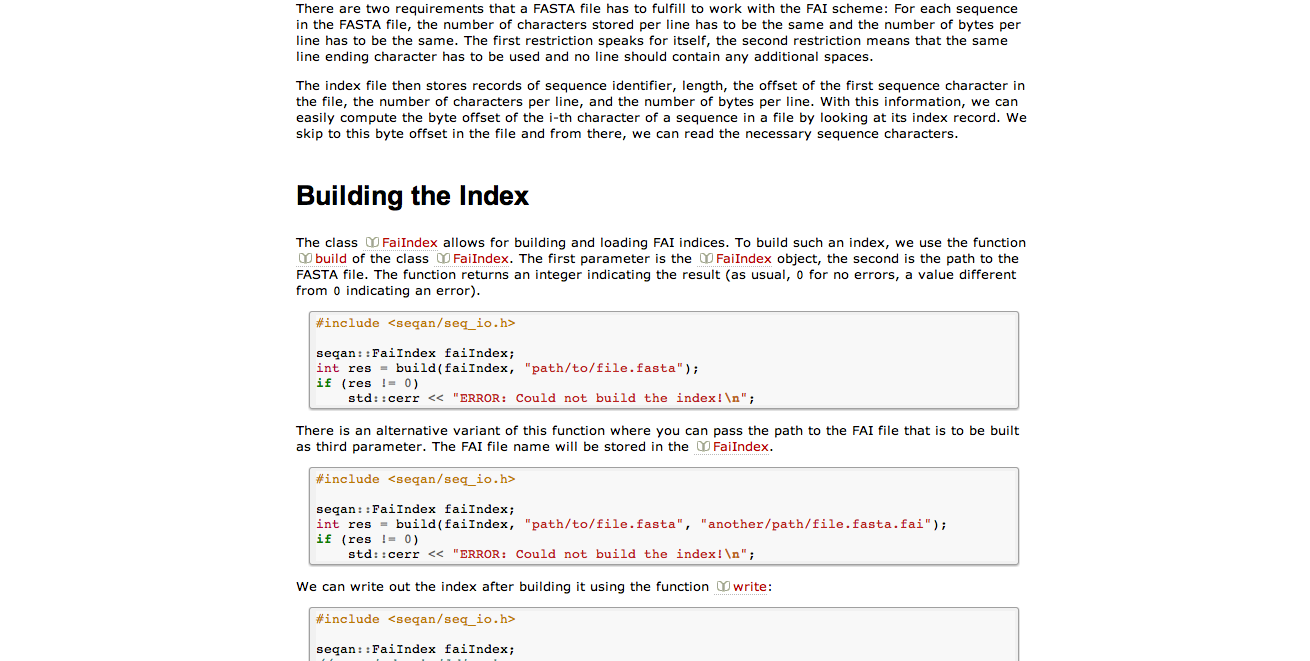 There are two requirements that a FASTA file has to fulfill to work with the FAI scheme: For each sequence
in the FASTA file, the number of characters stored per line has to be the same and the number of bytes per
line has to be the same. The first restriction speaks for itself, the second restriction means that the same
line ending character has to be used and no line should contain any additional spaces.
The index file then stores records of sequence identifier, length, the offset of the first sequence character in
the file, the number of characters per line, and the number of bytes per line. With this information, we can
easily compute the byte offset of the i-th character of a sequence in a file by looking at its index record. We
skip to this byte offset in the file and from there, we can read the necessary sequence characters.
Building the Index
The class FaiIndex allows for building and loading FAI indices. To build such an index, we use the function
build of the class FaiIndex. The first parameter is the FaiIndex object, the second is the path to the
FASTA file. The function returns an integer indicating the result (as usual, 0 for no errors, a value different
from 0 indicating an error).
#include <seqan/seq_io.h>
seqan::FaiIndex faiIndex;
int res = build(faiIndex, "path/to/file.fasta");
if (res != 0)
    std::cerr << "ERROR: Could not build the index!\n";
There is an alternative variant of this function where you can pass the path to the FAI file that is to be built
as third parameter. The FAI file name will be stored in the FaiIndex.
#include <seqan/seq_io.h>
seqan::FaiIndex faiIndex;
int res = build(faiIndex, "path/to/file.fasta", "another/path/file.fasta.fai");
if (res != 0)
    std::cerr << "ERROR: Could not build the index!\n";
We can write out the index after building it using the function write:
#include <seqan/seq_io.h>
seqan::FaiIndex faiIndex;